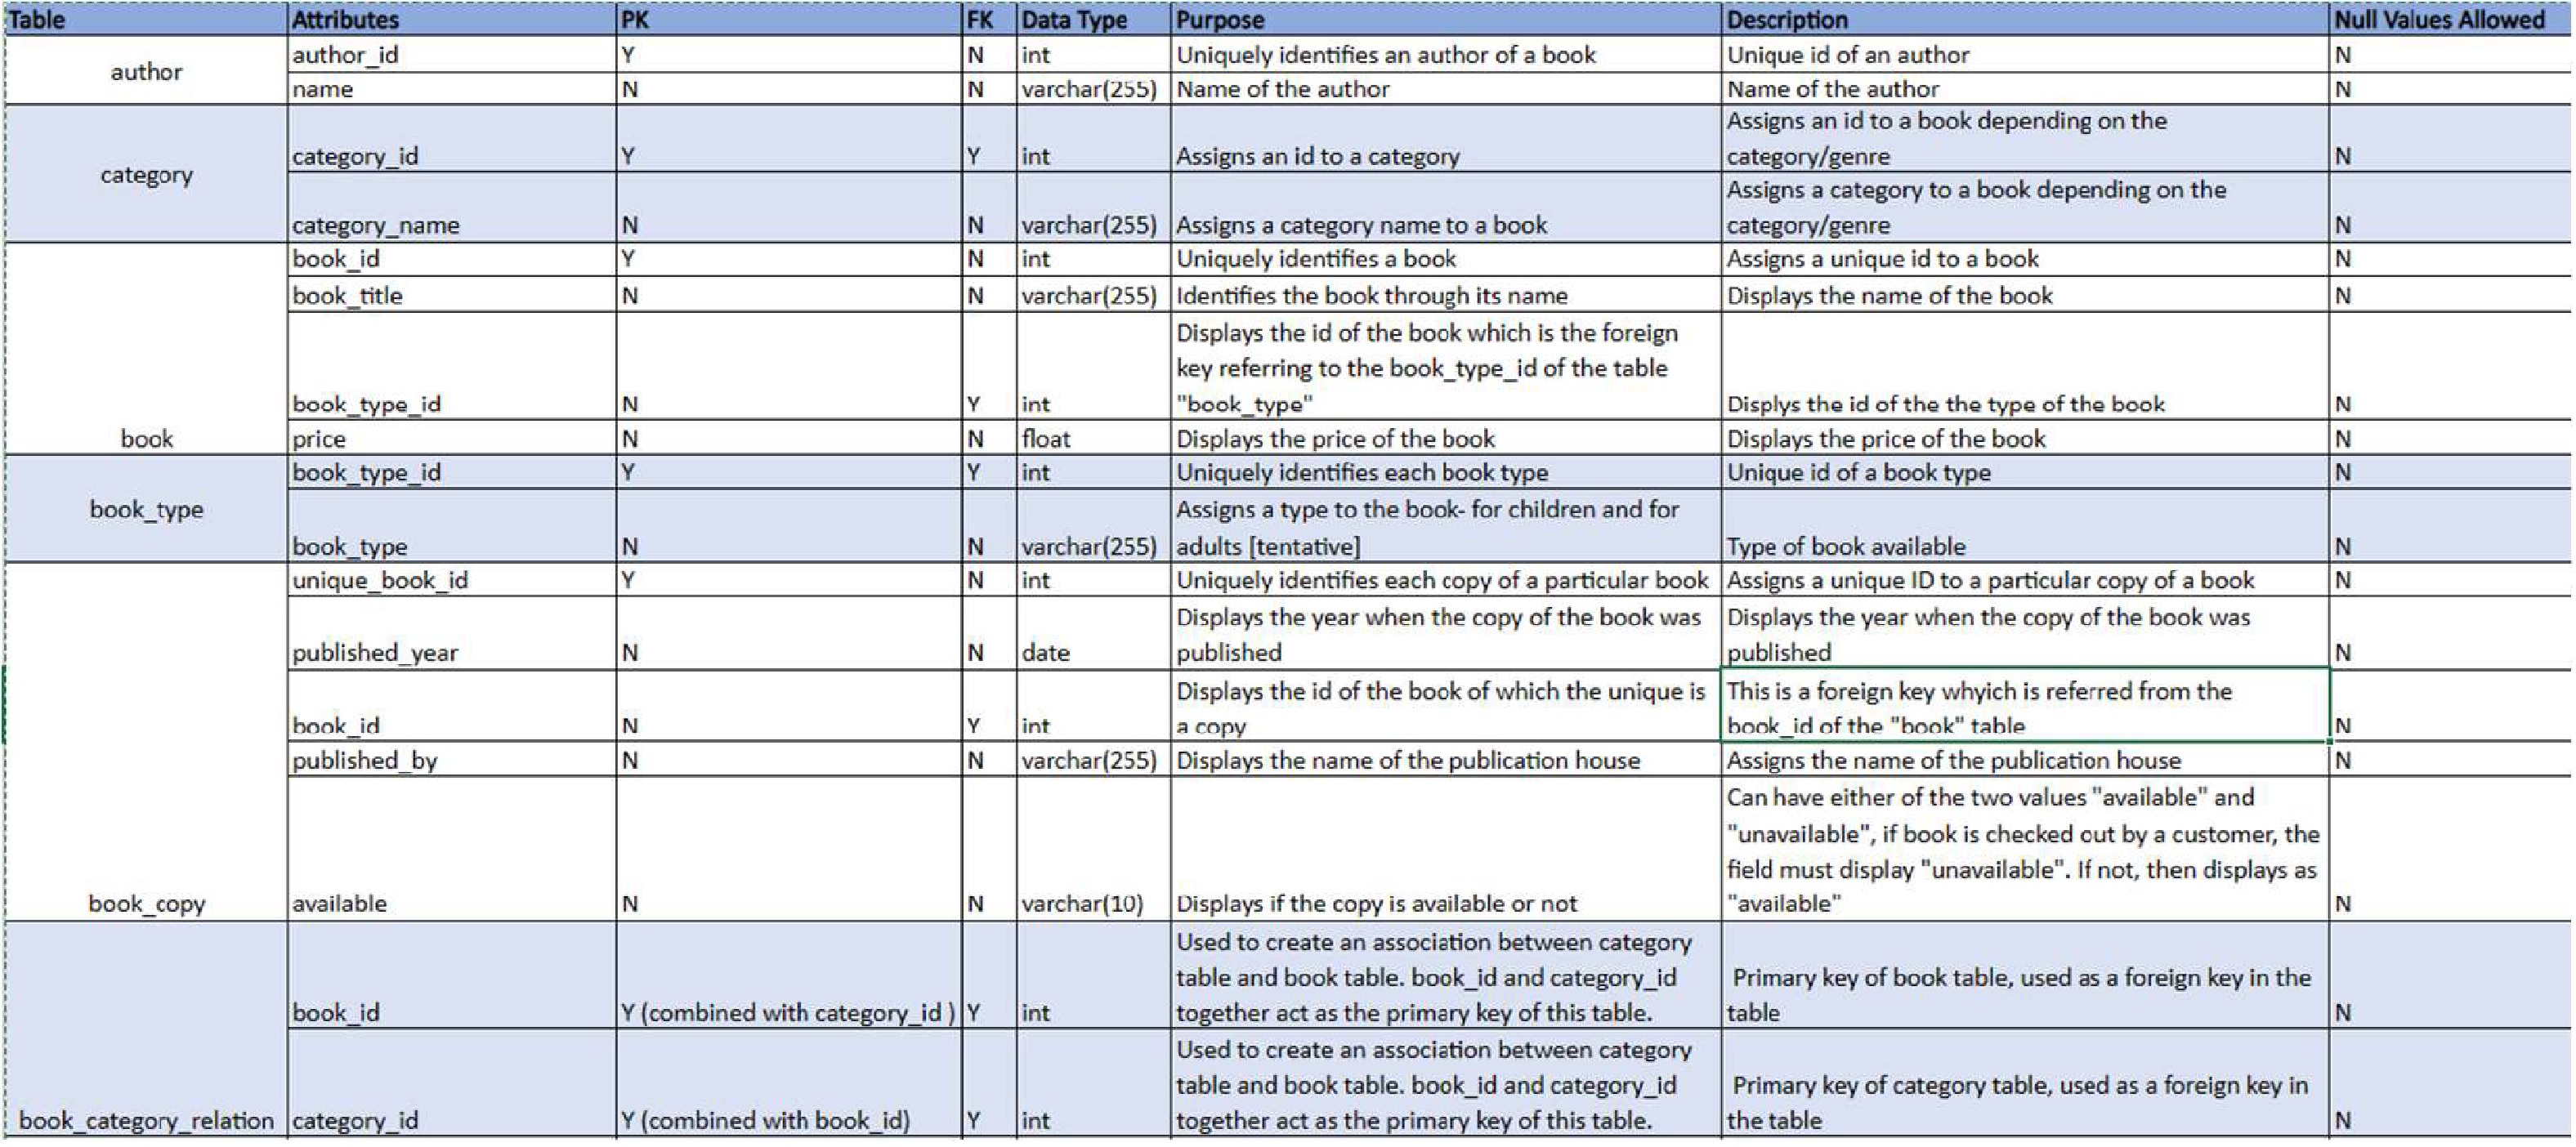 Table Attributes PK FK Data Type Purpose Description Null Values Allowed
author
author_id Y N int Uniquely identifies an author of a book Unique id of an author N
name N N varchar(255) Name of the author Name of the author N
category
category_id Y Y int Assigns an id to a category Assigns an id to a book depending on the
category/genre N
category_name N N varchar(255) Assigns a category name to a book Assigns a category to a book depending on the
category/genre N
book
book_id Y N int Uniquely identifies a book Assigns a unique id to a book N
book_title N N varchar(255) Identifies the book through its name Displays the name of the book N
book_type_id N Y int Displays the id of the book which is the foreign
key referring to the book_type_id of the table
"book_type" Displys the id of the the type of the book N
price N N float Displays the price of the book Displays the price of the book N
book_type
book_type_id Y Y int Uniquely identifies each book type Unique id of a book type N
book_type N N varchar(255) Assigns a type to the book- for children and for
adults [tentative] Type of book available N
book_copy
unique_book_id Y N int Uniquely identifies each copy of a particular book Assigns a unique ID to a particular copy of a book N
published_year N N date Displays the year when the copy of the book was
published Displays the year when the copy of the book was
published N
book_id N Y int Displays the id of the book of which the unique is
a copy This is a foreign key whyich is referred from the
book_id of the "book" table N
published_by N N varchar(255) Displays the name of the publication house Assigns the name of the publication house N
available N N varchar(10) Displays if the copy is available or not Can have either of the two values "available" and
"unavailable", if book is checked out by a customer, the
field must display "unavailable". If not, then displays as
"available" N
book_category_relation
book_id Y (combined with category_id ) Y int Used to create an association between category
table and book table. book_id and category_id
together act as the primary key of this table. Primary key of book table, used as a foreign key in the
table N
category_id Y (combined with book_id) Y int Used to create an association between category
table and book table. book_id and category_id
together act as the primary key of this table. Primary key of category table, used as a foreign key in
the table N